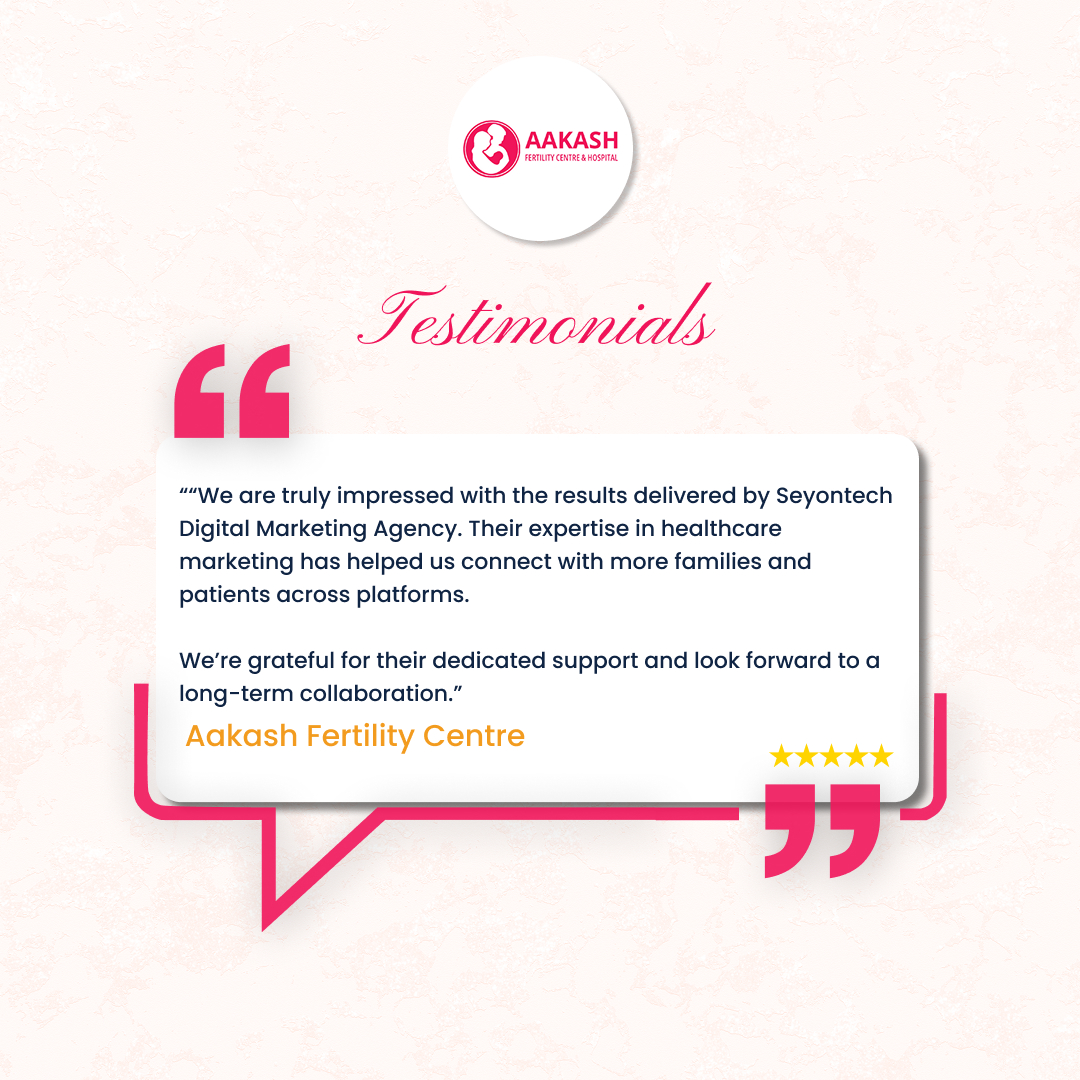 AAKASH
FERTILITY CENTRE & HOSPITAL
Testimonials
““We are truly impressed with the results delivered by Seyontech
Digital Marketing Agency. Their expertise in healthcare
marketing has helped us connect with more families and
patients across platforms.
We’re grateful for their dedicated support and look forward to a
long-term collaboration.”
Aakash Fertility Centre